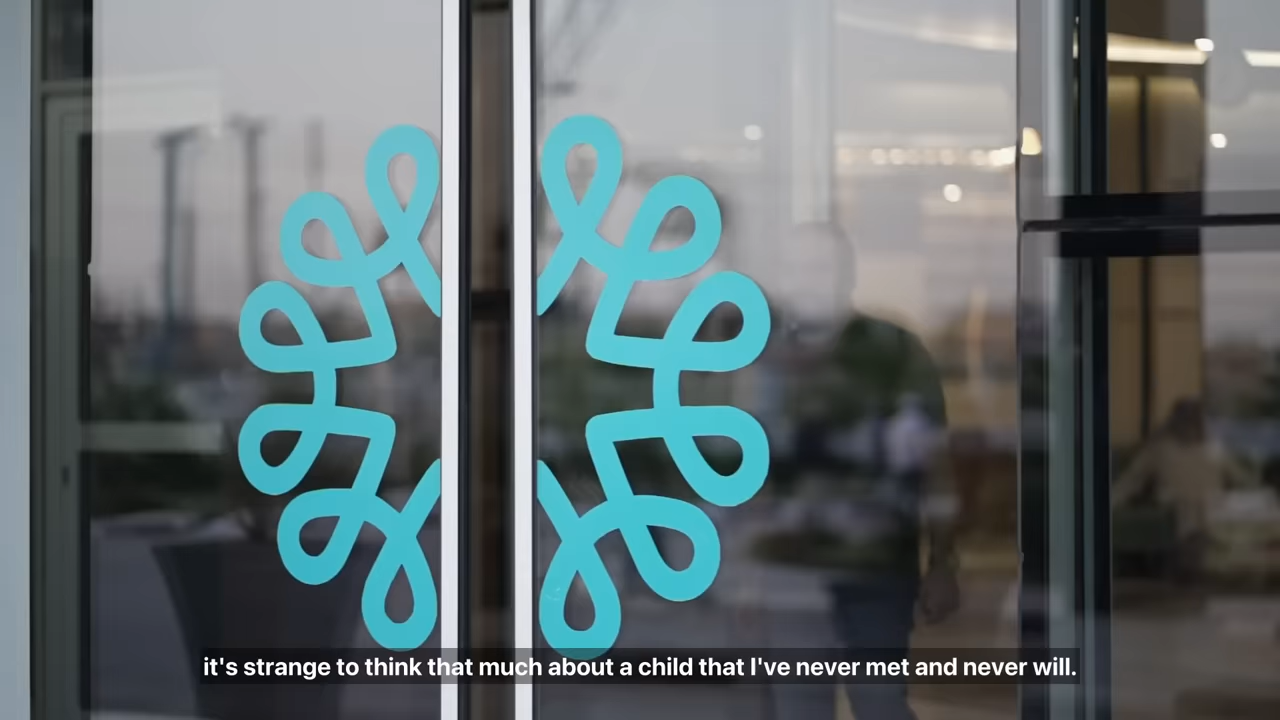 it's strange to think that much about a child that I've never met and never will.